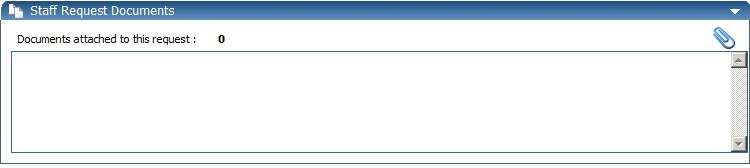 Staff Request Documents
Documents attached to this request : 0